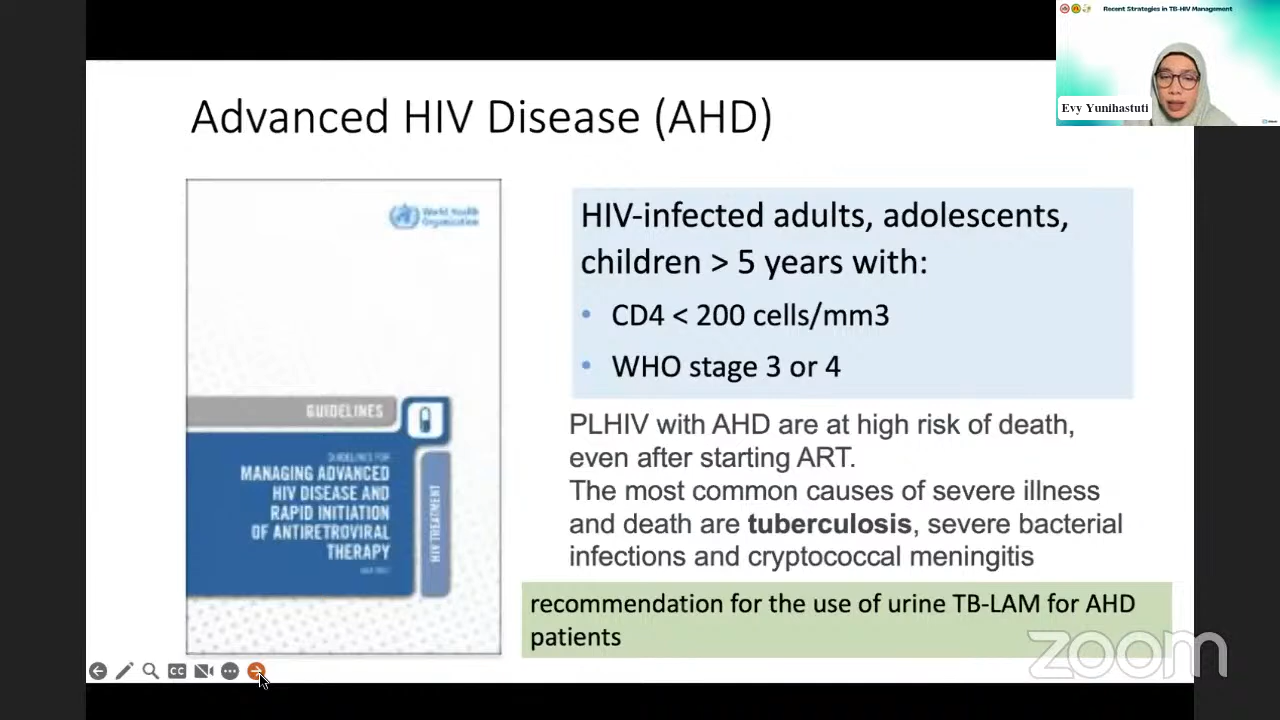 Recent Strategies in TB-HIV Management
Evy Yunihastuti
Advanced HIV Disease (AHD)
World Health
Organization
GUIDELINES
GUIDELINES FOR
MANAGING ADVANCED
HIV DISEASE AND
RAPID INITIATION
OF ANTIRETROVIRAL
THERAPY
HIV TREATMENT
HIV-infected adults, adolescents,
children > 5 years with:
• CD4 < 200 cells/mm3
• WHO stage 3 or 4
PLHIV with AHD are at high risk of death,
even after starting ART.
The most common causes of severe illness
and death are tuberculosis, severe bacterial
infections and cryptococcal meningitis
recommendation for the use of urine TB-LAM for AHD
patients
zoom
CC